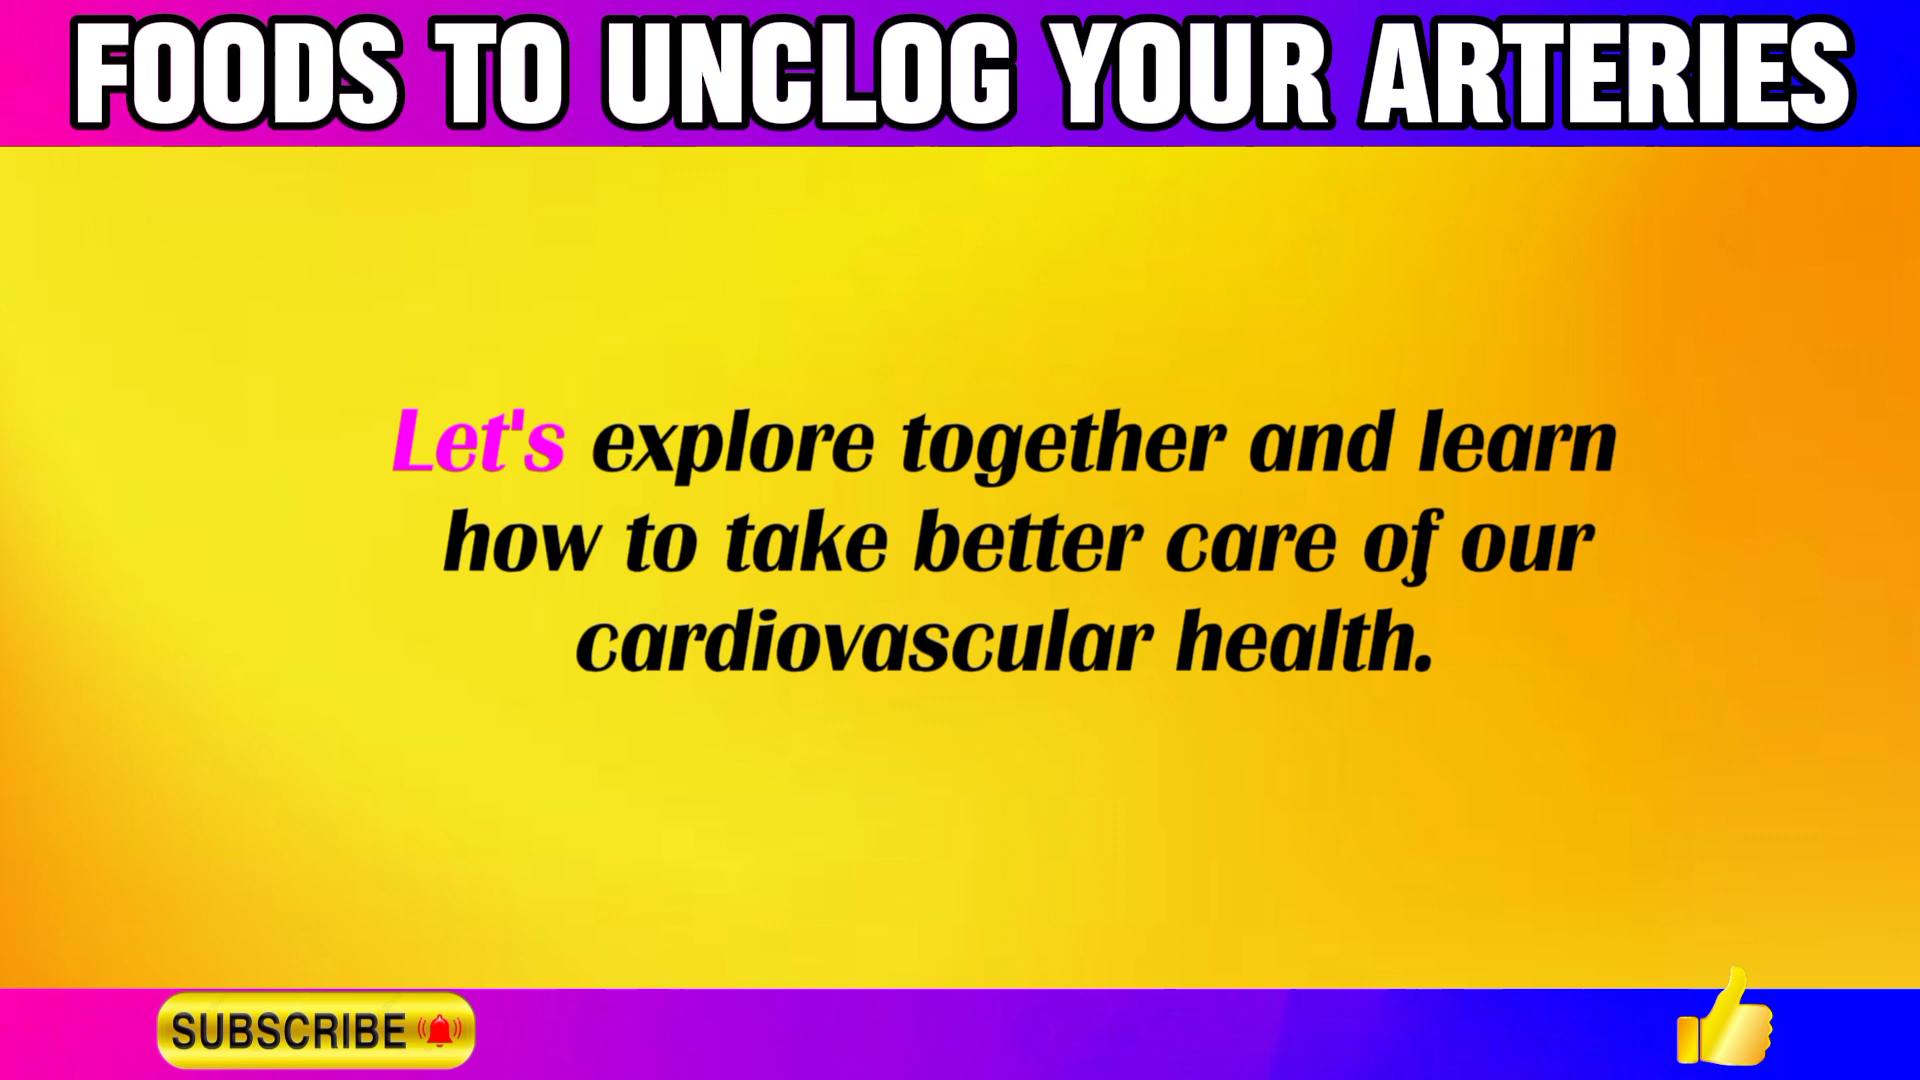 FOODS TO UNCLOG YOUR ARTERIES
Let's explore together and learn
how to take better care of our
cardiovascular health.
SUBSCRIBE